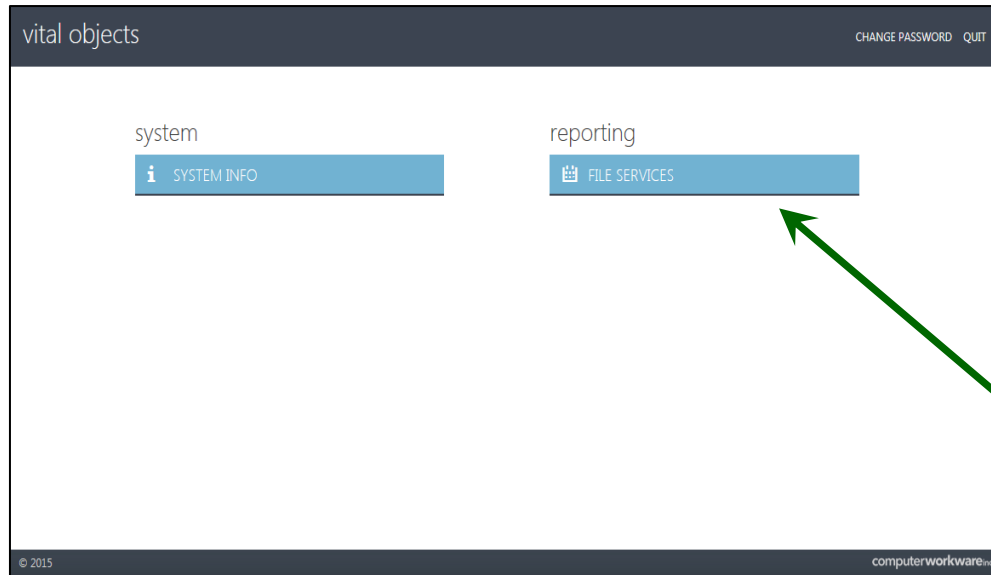 vital objects
CHANGE PASSWORD QUIT
system
reporting
SYSTEM INFO
FILE SERVICES
© 2015
computerworkware